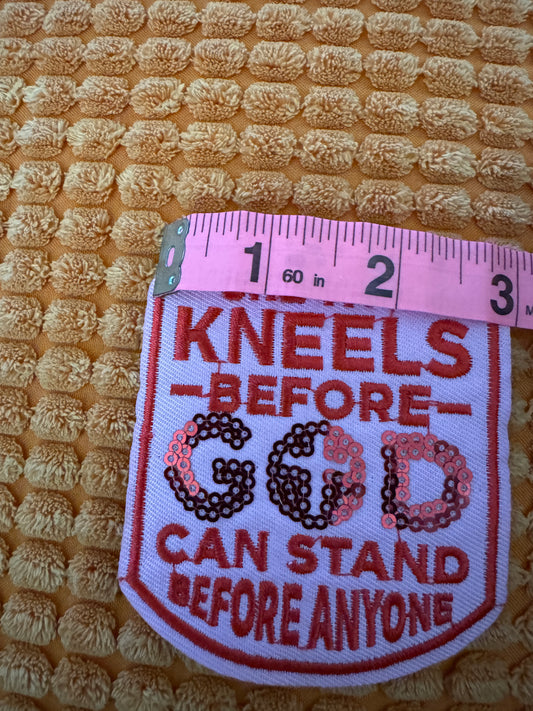 1 60 in 2 3
KNEELS
BEFORE
GOD
CAN STAND
BEFORE ANYONE